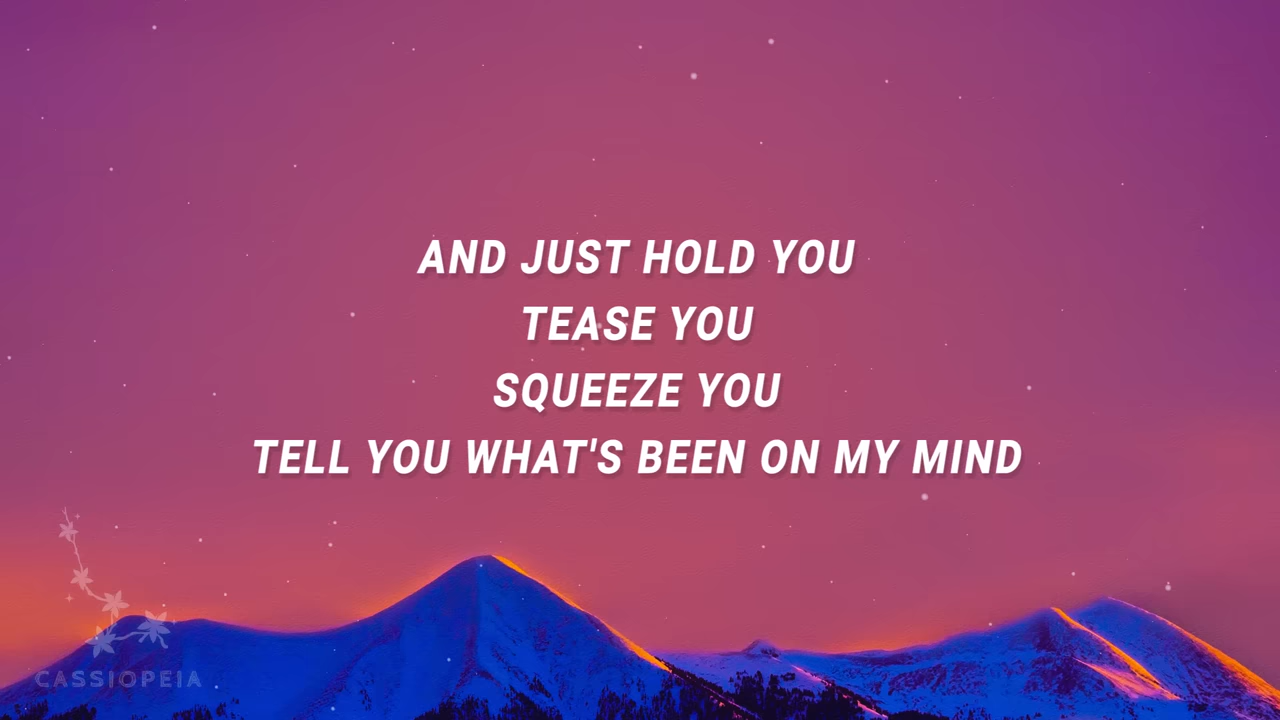 AND JUST HOLD YOU
TEASE YOU
SQUEEZE YOU
TELL YOU WHAT'S BEEN ON MY MIND
CASSIOPEIA